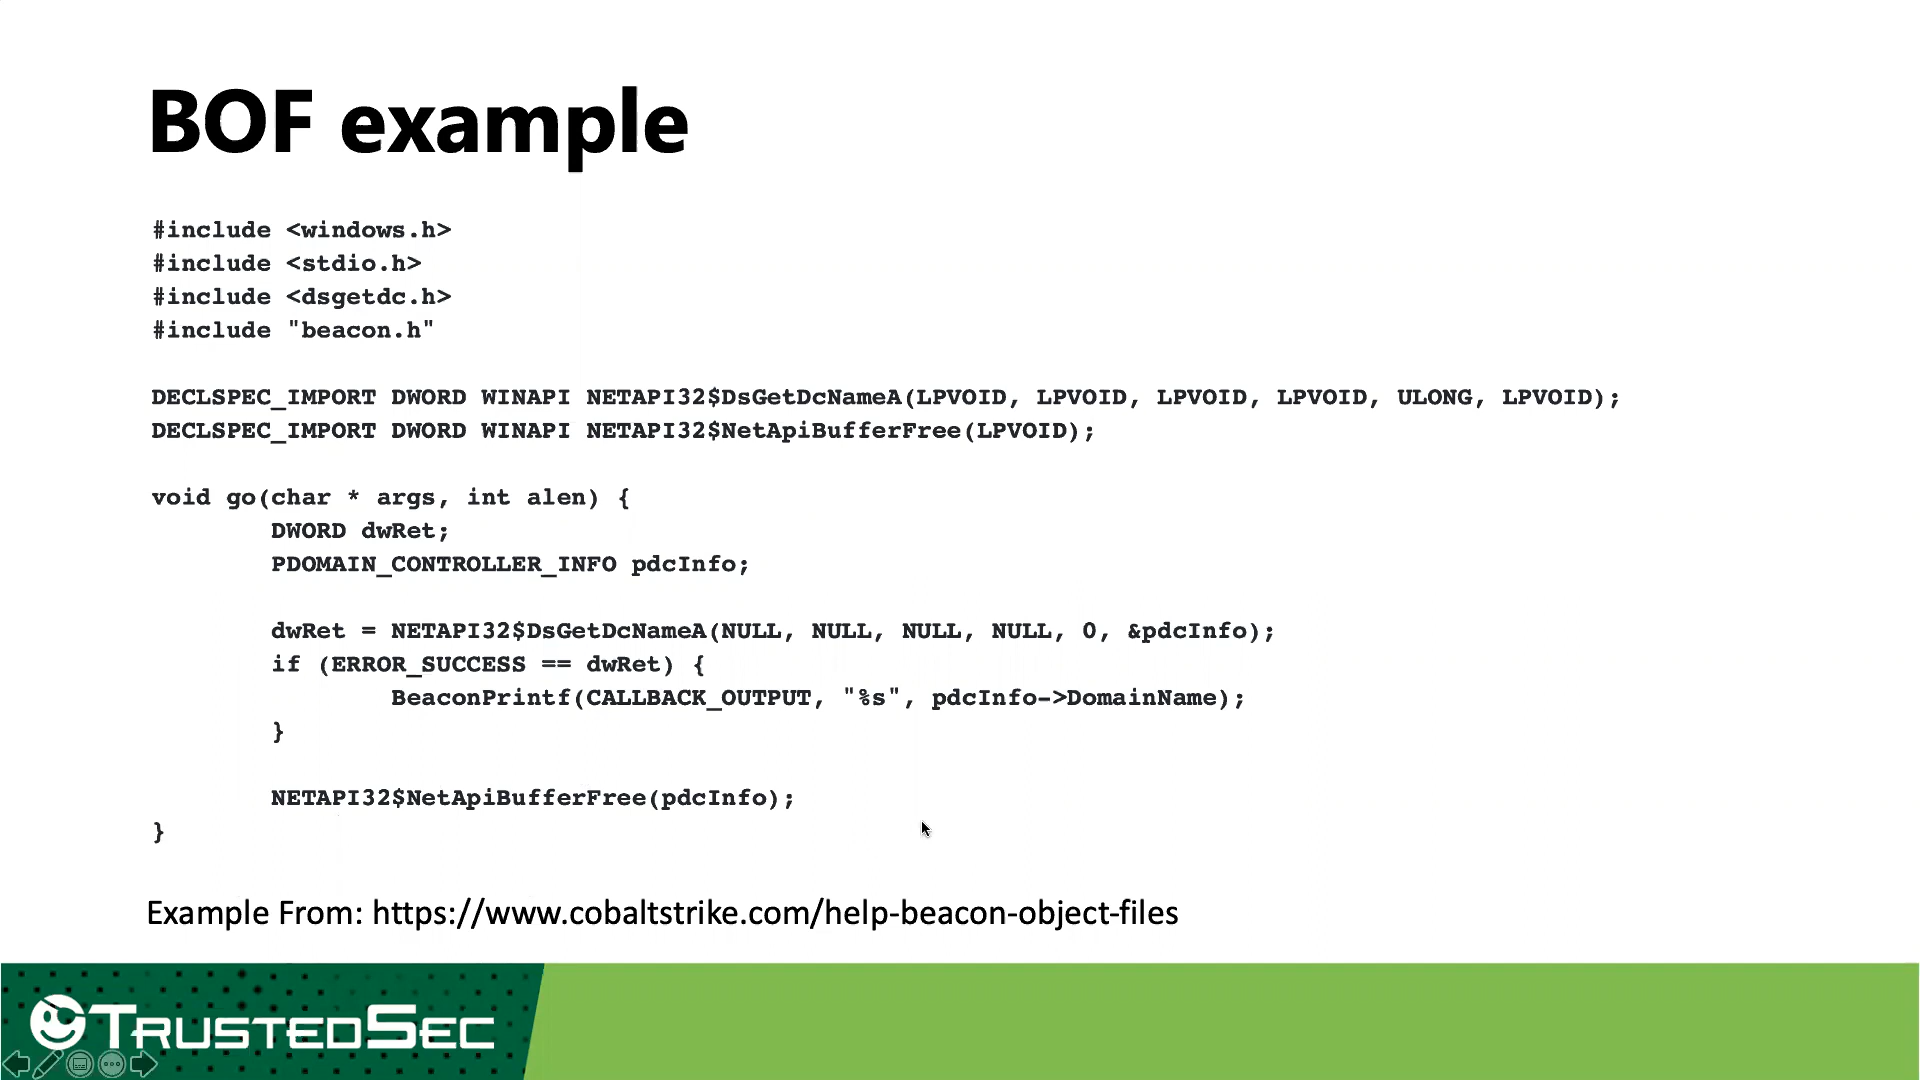 BOF example
#include <windows.h>
#include <stdio.h>
#include <dsgetdc.h>
#include "beacon.h"
DECLSPEC_IMPORT DWORD WINAPI NETAPI32$DsGetDcNameA(LPVOID, LPVOID, LPVOID, LPVOID, ULONG, LPVOID);
DECLSPEC_IMPORT DWORD WINAPI NETAPI32$NetApiBufferFree(LPVOID);
void go(char * args, int alen) {
        DWORD dwRet;
        PDOMAIN_CONTROLLER_INFO pdcInfo;
        dwRet = NETAPI32$DsGetDcNameA(NULL, NULL, NULL, NULL, 0, &pdcInfo);
        if (ERROR_SUCCESS == dwRet) {
                BeaconPrintf(CALLBACK_OUTPUT, "%s", pdcInfo->DomainName);
        }
        NETAPI32$NetApiBufferFree(pdcInfo);
}
Example From: https://www.cobaltstrike.com/help-beacon-object-files
TRUSTEDSEC